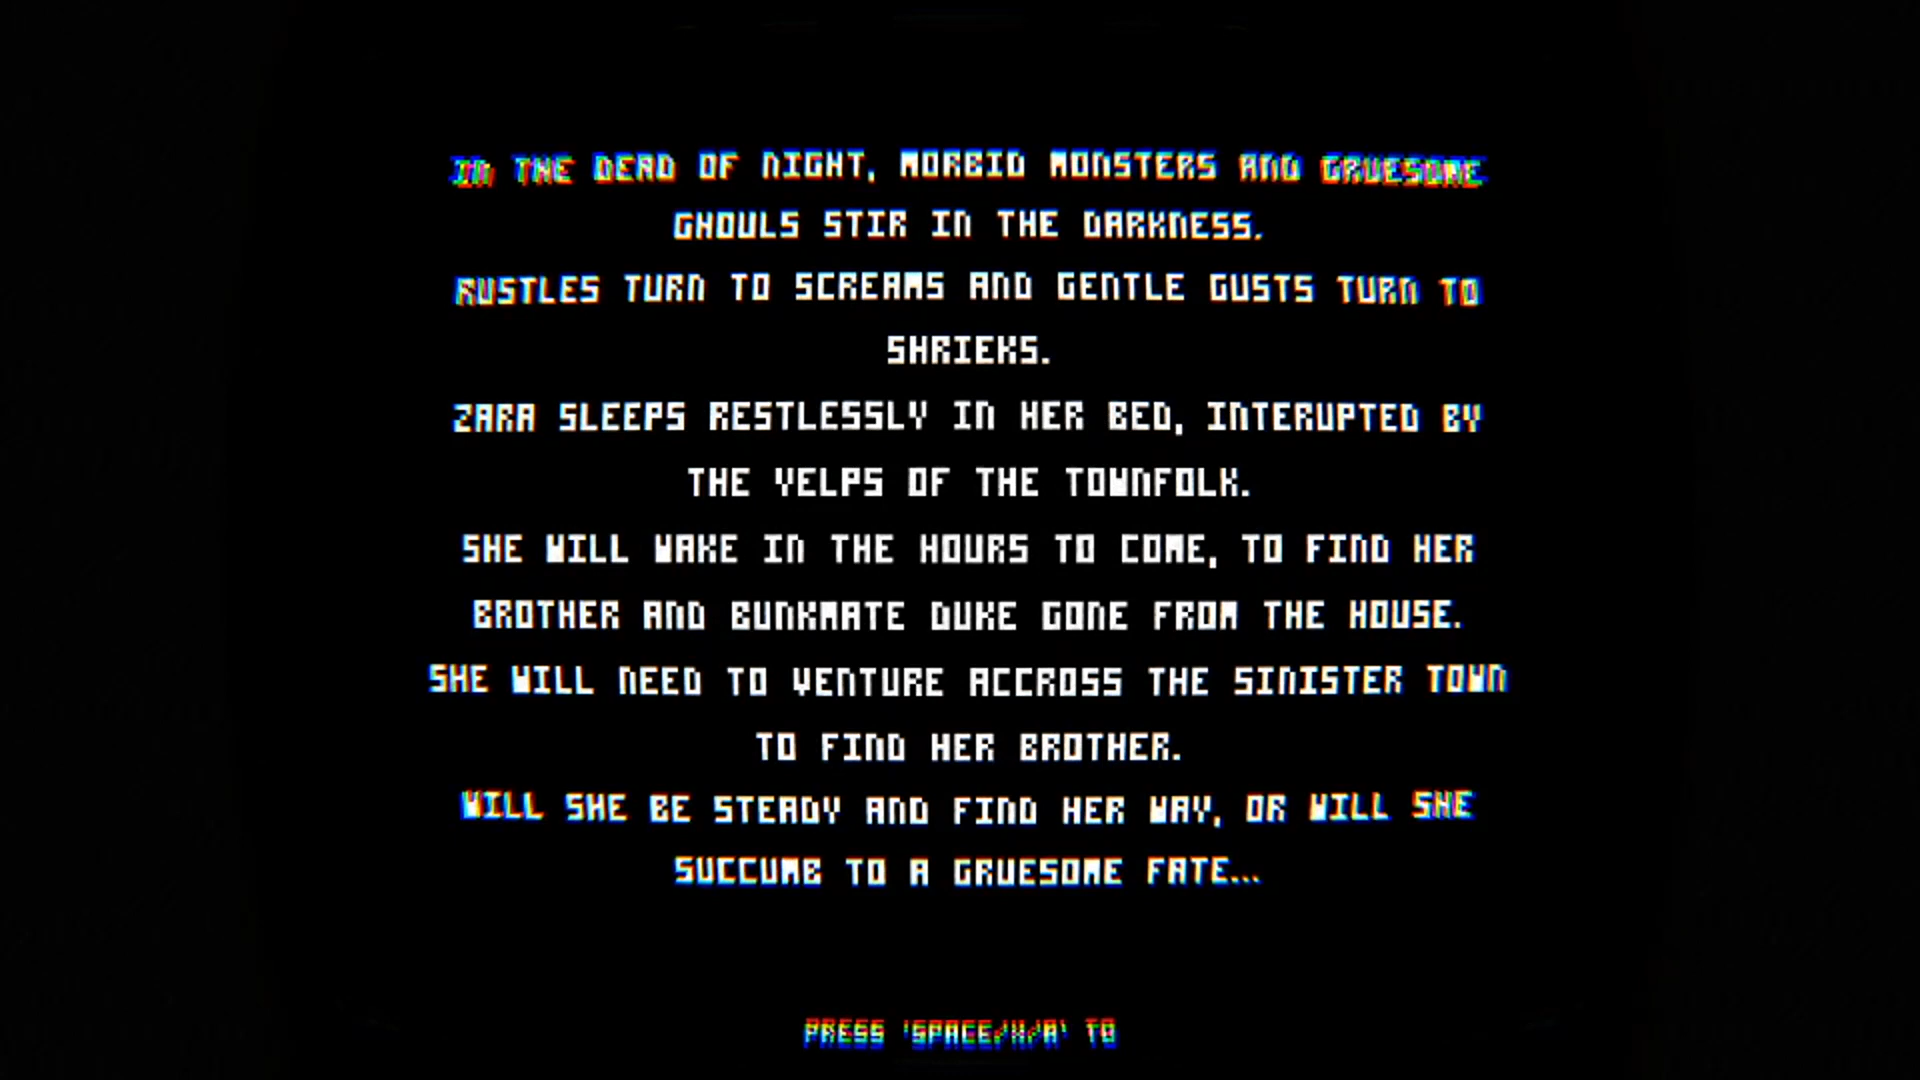 IN THE DEAD OF NIGHT, MORBID MONSTERS AND GRUESOME
GHOULS STIR IN THE DARKNESS.
RUSTLES TURN TO SCREAMS AND GENTLE GUSTS TURN TO
SHRIEKS.
ZARA SLEEPS RESTLESSLY IN HER BED, INTERUPTED BY
THE YELPS OF THE TOWNFOLK.
SHE WILL WAKE IN THE HOURS TO COME, TO FIND HER
BROTHER AND BUNKMATE DUKE GONE FROM THE HOUSE.
SHE WILL NEED TO VENTURE ACCROSS THE SINISTER TOWN
TO FIND HER BROTHER.
WILL SHE BE STEADY AND FIND HER WAY, OR WILL SHE
SUCCUMB TO A GRUESOME FATE...
PRESS 'SPACE/X/A' TO